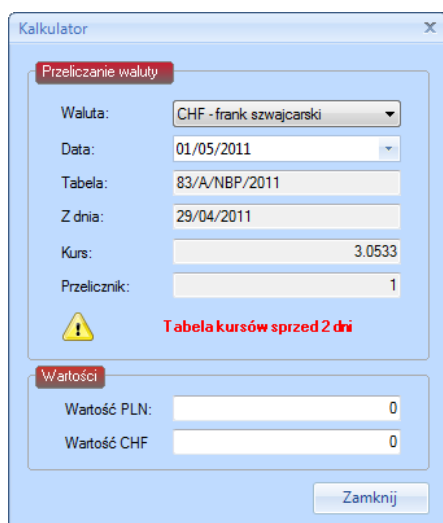 Kalkulator
Przeliczanie waluty
Waluta: CHF - frank szwajcarski
Data: 01/05/2011
Tabela: 83/A/NBP/2011
Z dnia: 29/04/2011
Kurs: 3.0533
Przelicznik: 1
Tabela kursów sprzed 2 dni
Wartości
Wartość PLN: 0
Wartość CHF 0
Zamknij